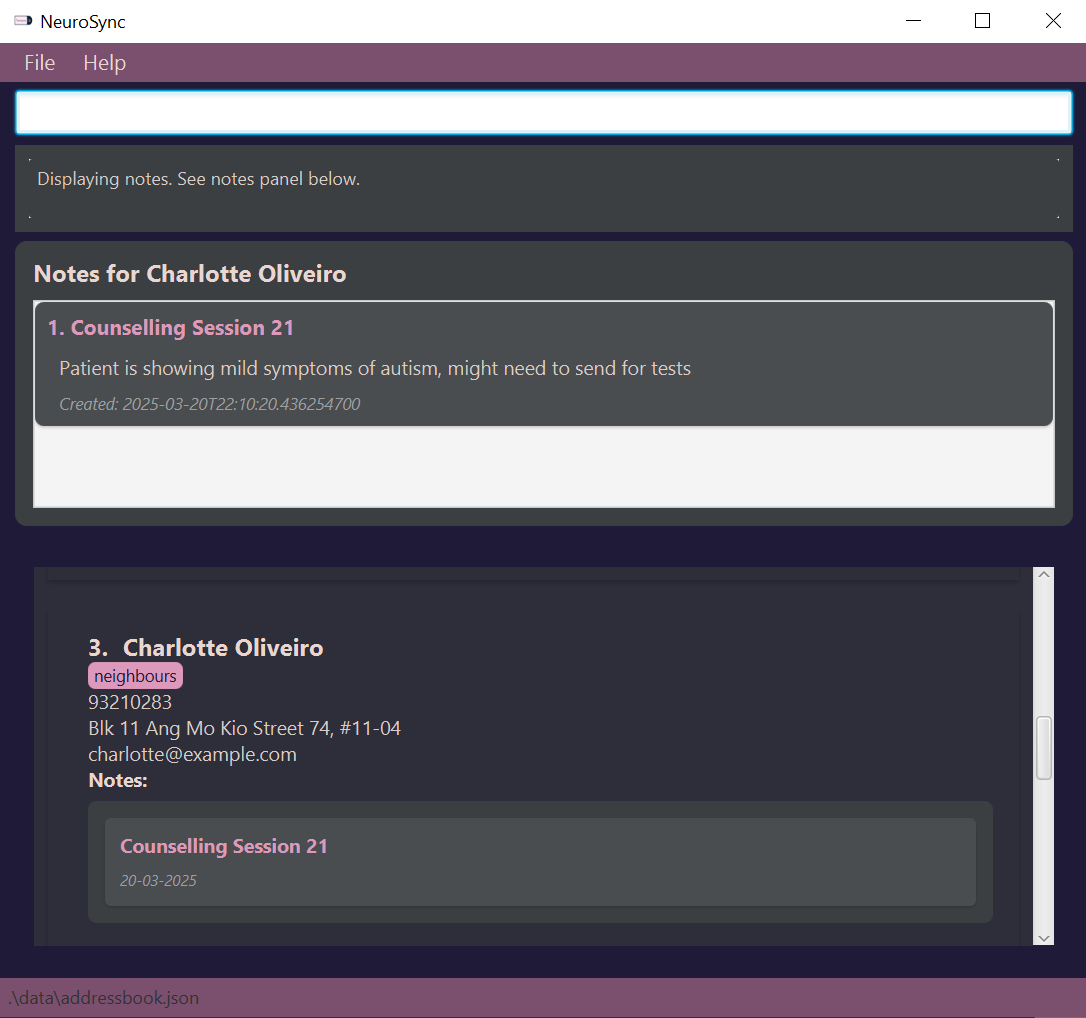 NeuroSync
File Help
Displaying notes. See notes panel below.
Notes for Charlotte Oliveiro
1. Counselling Session 21
Patient is showing mild symptoms of autism, might need to send for tests
Created: 2025-03-20T22:10:20.436254700
3. Charlotte Oliveiro
neighbours
93210283
Blk 11 Ang Mo Kio Street 74, #11-04
charlotte@example.com
Notes:
Counselling Session 21
20-03-2025
.\data\addressbook.json